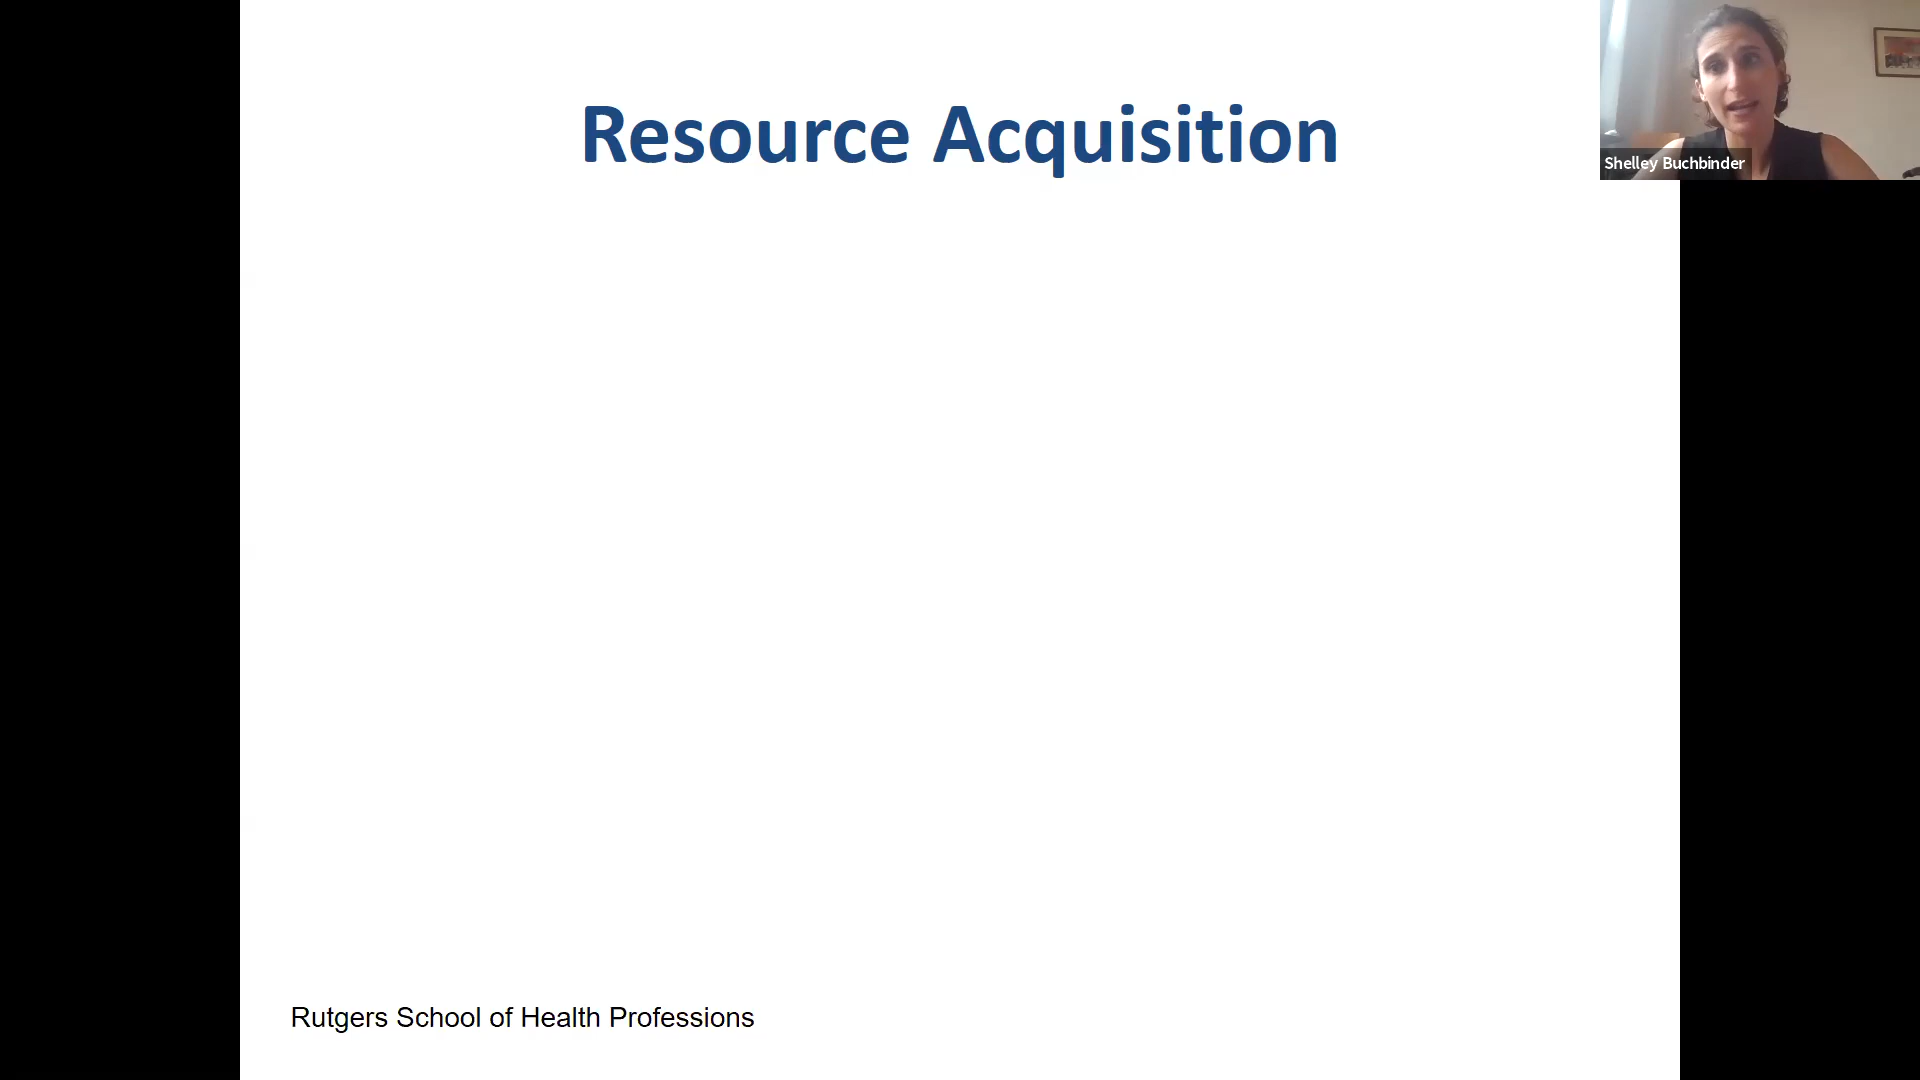 Resource Acquisition
Shelley Buchbinder
Rutgers School of Health Professions